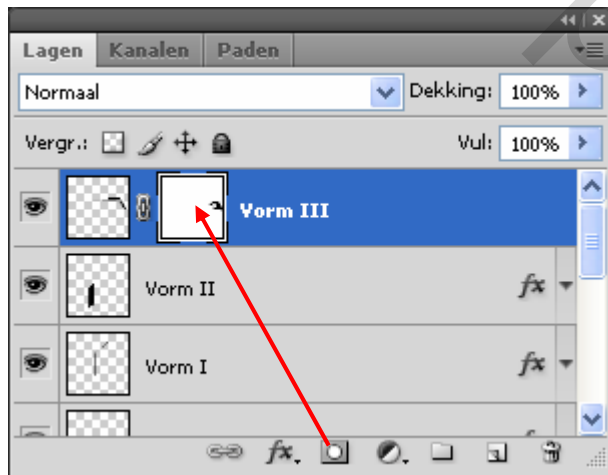 Lagen Kanalen Paden
Normaal Dekking: 100%
Vergr.: Vul: 100%
Vorm III
Vorm II fx
Vorm I fx
fx.